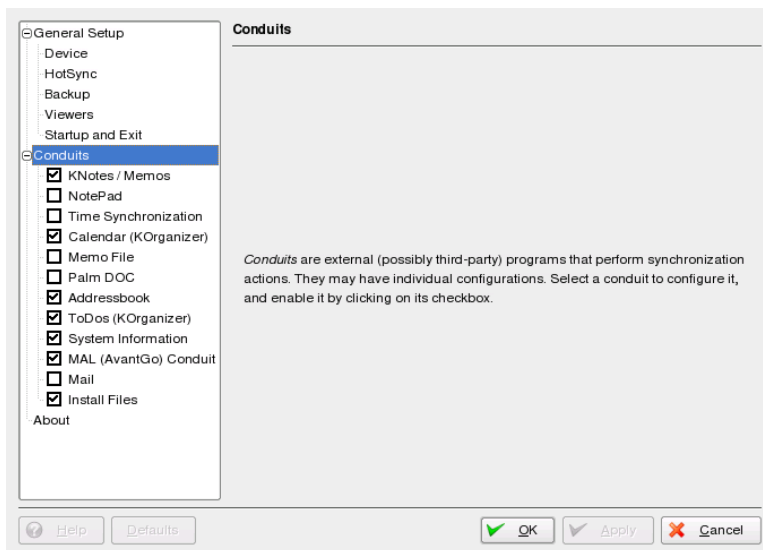 General Setup
Device
HotSync
Backup
Viewers
Startup and Exit
Conduits
KNotes / Memos
NotePad
Time Synchronization
Calendar (KOrganizer)
Memo File
Palm DOC
Addressbook
ToDos (KOrganizer)
System Information
MAL (AvantGo) Conduit
Mail
Install Files
About
Conduits
Conduits are external (possibly third-party) programs that perform synchronization
actions. They may have individual configurations. Select a conduit to configure it,
and enable it by clicking on its checkbox.
Help
Defaults
OK
Apply
Cancel